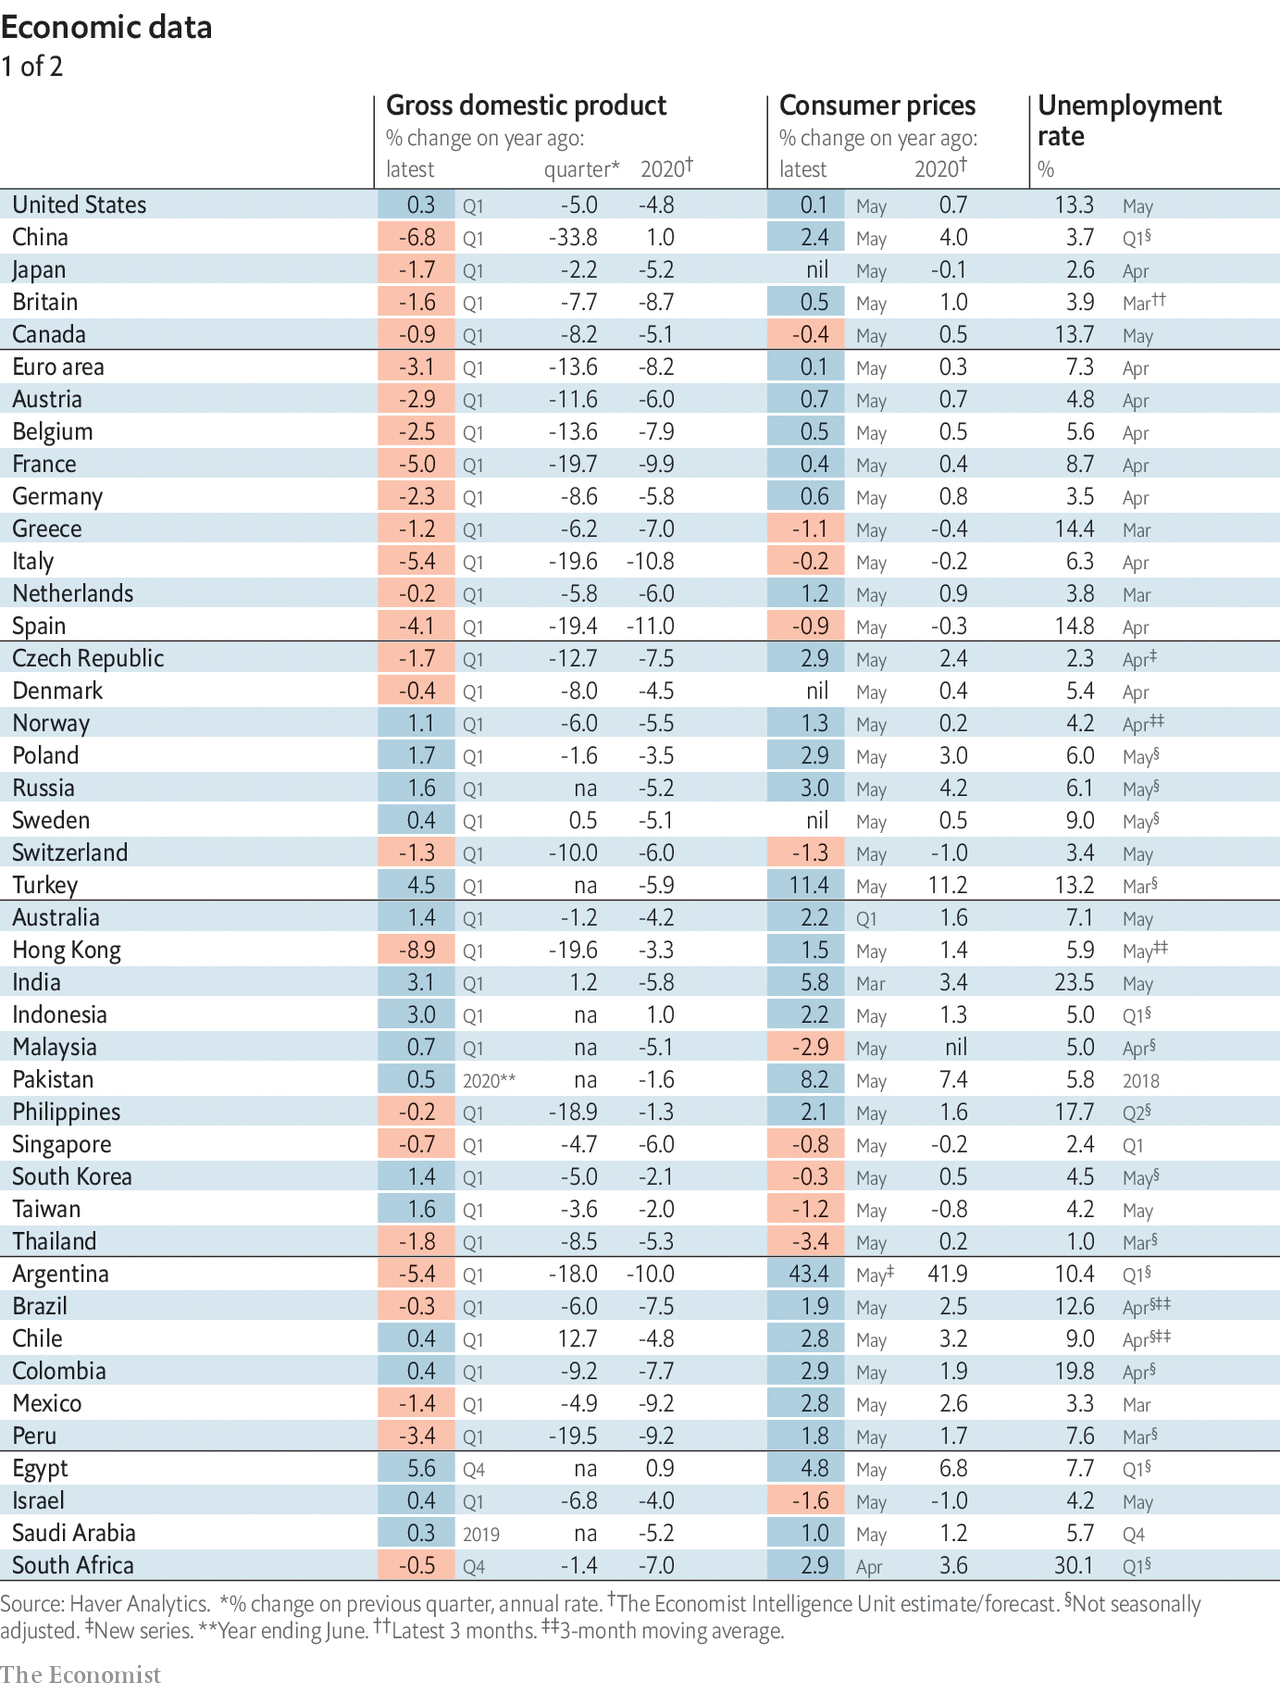 Economic data
1 of 2
Gross domestic product Consumer prices Unemployment
% change on year ago: % change on year ago: rate
latest quarter* 2020† latest 2020† %
United States 0.3 Q1 -5.0 -4.8 0.1 May 0.7 13.3 May
China -6.8 Q1 -33.8 1.0 2.4 May 4.0 3.7 Q1§
Japan -1.7 Q1 -2.2 -5.2 nil May -0.1 2.6 Apr
Britain -1.6 Q1 -7.7 -8.7 0.5 May 1.0 3.9 Mar††
Canada -0.9 Q1 -8.2 -5.1 -0.4 May 0.5 13.7 May
Euro area -3.1 Q1 -13.6 -8.2 0.1 May 0.3 7.3 Apr
Austria -2.9 Q1 -11.6 -6.0 0.7 May 0.7 4.8 Apr
Belgium -2.5 Q1 -13.6 -7.9 0.5 May 0.5 5.6 Apr
France -5.0 Q1 -19.7 -9.9 0.4 May 0.4 8.7 Apr
Germany -2.3 Q1 -8.6 -5.8 0.6 May 0.8 3.5 Apr
Greece -1.2 Q1 -6.2 -7.0 -1.1 May -0.4 14.4 Mar
Italy -5.4 Q1 -19.6 -10.8 -0.2 May -0.2 6.3 Apr
Netherlands -0.2 Q1 -5.8 -6.0 1.2 May 0.9 3.8 Mar
Spain -4.1 Q1 -19.4 -11.0 -0.9 May -0.3 14.8 Apr
Czech Republic -1.7 Q1 -12.7 -7.5 2.9 May 2.4 2.3 Apr‡
Denmark -0.4 Q1 -8.0 -4.5 nil May 0.4 5.4 Apr
Norway 1.1 Q1 -6.0 -5.5 1.3 May 0.2 4.2 Apr‡‡
Poland 1.7 Q1 -1.6 -3.5 2.9 May 3.0 6.0 May§
Russia 1.6 Q1 na -5.2 3.0 May 4.2 6.1 May§
Sweden 0.4 Q1 0.5 -5.1 nil May 0.5 9.0 May§
Switzerland -1.3 Q1 -10.0 -6.0 -1.3 May -1.0 3.4 May
Turkey 4.5 Q1 na -5.9 11.4 May 11.2 13.2 Mar§
Australia 1.4 Q1 -1.2 -4.2 2.2 Q1 1.6 7.1 May
Hong Kong -8.9 Q1 -19.6 -3.3 1.5 May 1.4 5.9 May‡‡
India 3.1 Q1 1.2 -5.8 5.8 Mar 3.4 23.5 May
Indonesia 3.0 Q1 na 1.0 2.2 May 1.3 5.0 Q1§
Malaysia 0.7 Q1 na -5.1 -2.9 May nil 5.0 Apr§
Pakistan 0.5 2020** na -1.6 8.2 May 7.4 5.8 2018
Philippines -0.2 Q1 -18.9 -1.3 2.1 May 1.6 17.7 Q2§
Singapore -0.7 Q1 -4.7 -6.0 -0.8 May -0.2 2.4 Q1
South Korea 1.4 Q1 -5.0 -2.1 -0.3 May 0.5 4.5 May§
Taiwan 1.6 Q1 -3.6 -2.0 -1.2 May -0.8 4.2 May
Thailand -1.8 Q1 -8.5 -5.3 -3.4 May 0.2 1.0 Mar§
Argentina -5.4 Q1 -18.0 -10.0 43.4 May‡ 41.9 10.4 Q1§
Brazil -0.3 Q1 -6.0 -7.5 1.9 May 2.5 12.6 Apr§‡‡
Chile 0.4 Q1 12.7 -4.8 2.8 May 3.2 9.0 Apr§‡‡
Colombia 0.4 Q1 -9.2 -7.7 2.9 May 1.9 19.8 Apr§
Mexico -1.4 Q1 -4.9 -9.2 2.8 May 2.6 3.3 Mar
Peru -3.4 Q1 -19.5 -9.2 1.8 May 1.7 7.6 Mar§
Egypt 5.6 Q4 na 0.9 4.8 May 6.8 7.7 Q1§
Israel 0.4 Q1 -6.8 -4.0 -1.6 May -1.0 4.2 May
Saudi Arabia 0.3 2019 na -5.2 1.0 May 1.2 5.7 Q4
South Africa -0.5 Q4 -1.4 -7.0 2.9 Apr 3.6 30.1 Q1§
Source: Haver Analytics. *% change on previous quarter, annual rate. †The Economist Intelligence Unit estimate/forecast. §Not seasonally
adjusted. ‡New series. **Year ending June. ††Latest 3 months. ‡‡3-month moving average.
The Economist